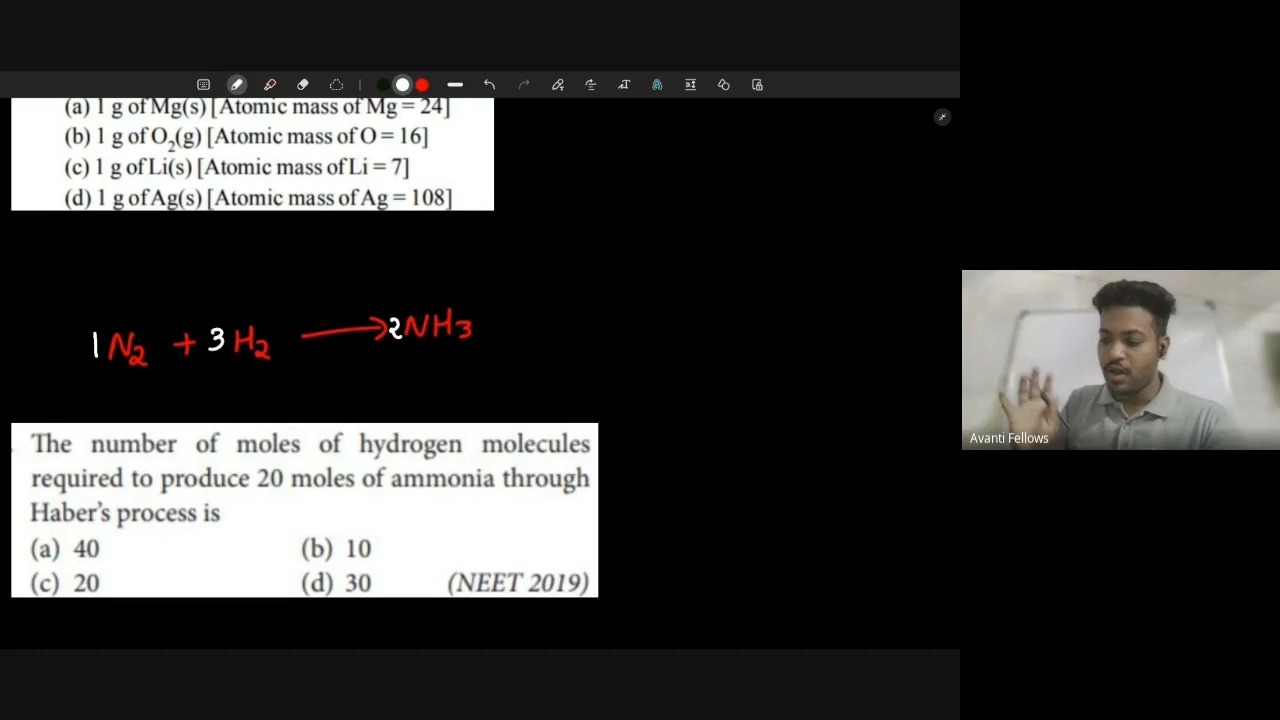 (a) 1 g of Mg(s) [Atomic mass of Mg = 24]
(b) 1 g of O₂(g) [Atomic mass of O = 16]
(c) 1 g of Li(s) [Atomic mass of Li = 7]
(d) 1 g of Ag(s) [Atomic mass of Ag = 108]
1 N₂ + 3 H₂ ⟶ 2NH₃
The number of moles of hydrogen molecules
required to produce 20 moles of ammonia through
Haber's process is
(a) 40 (b) 10
(c) 20 (d) 30 (NEET 2019)
Avanti Fellows